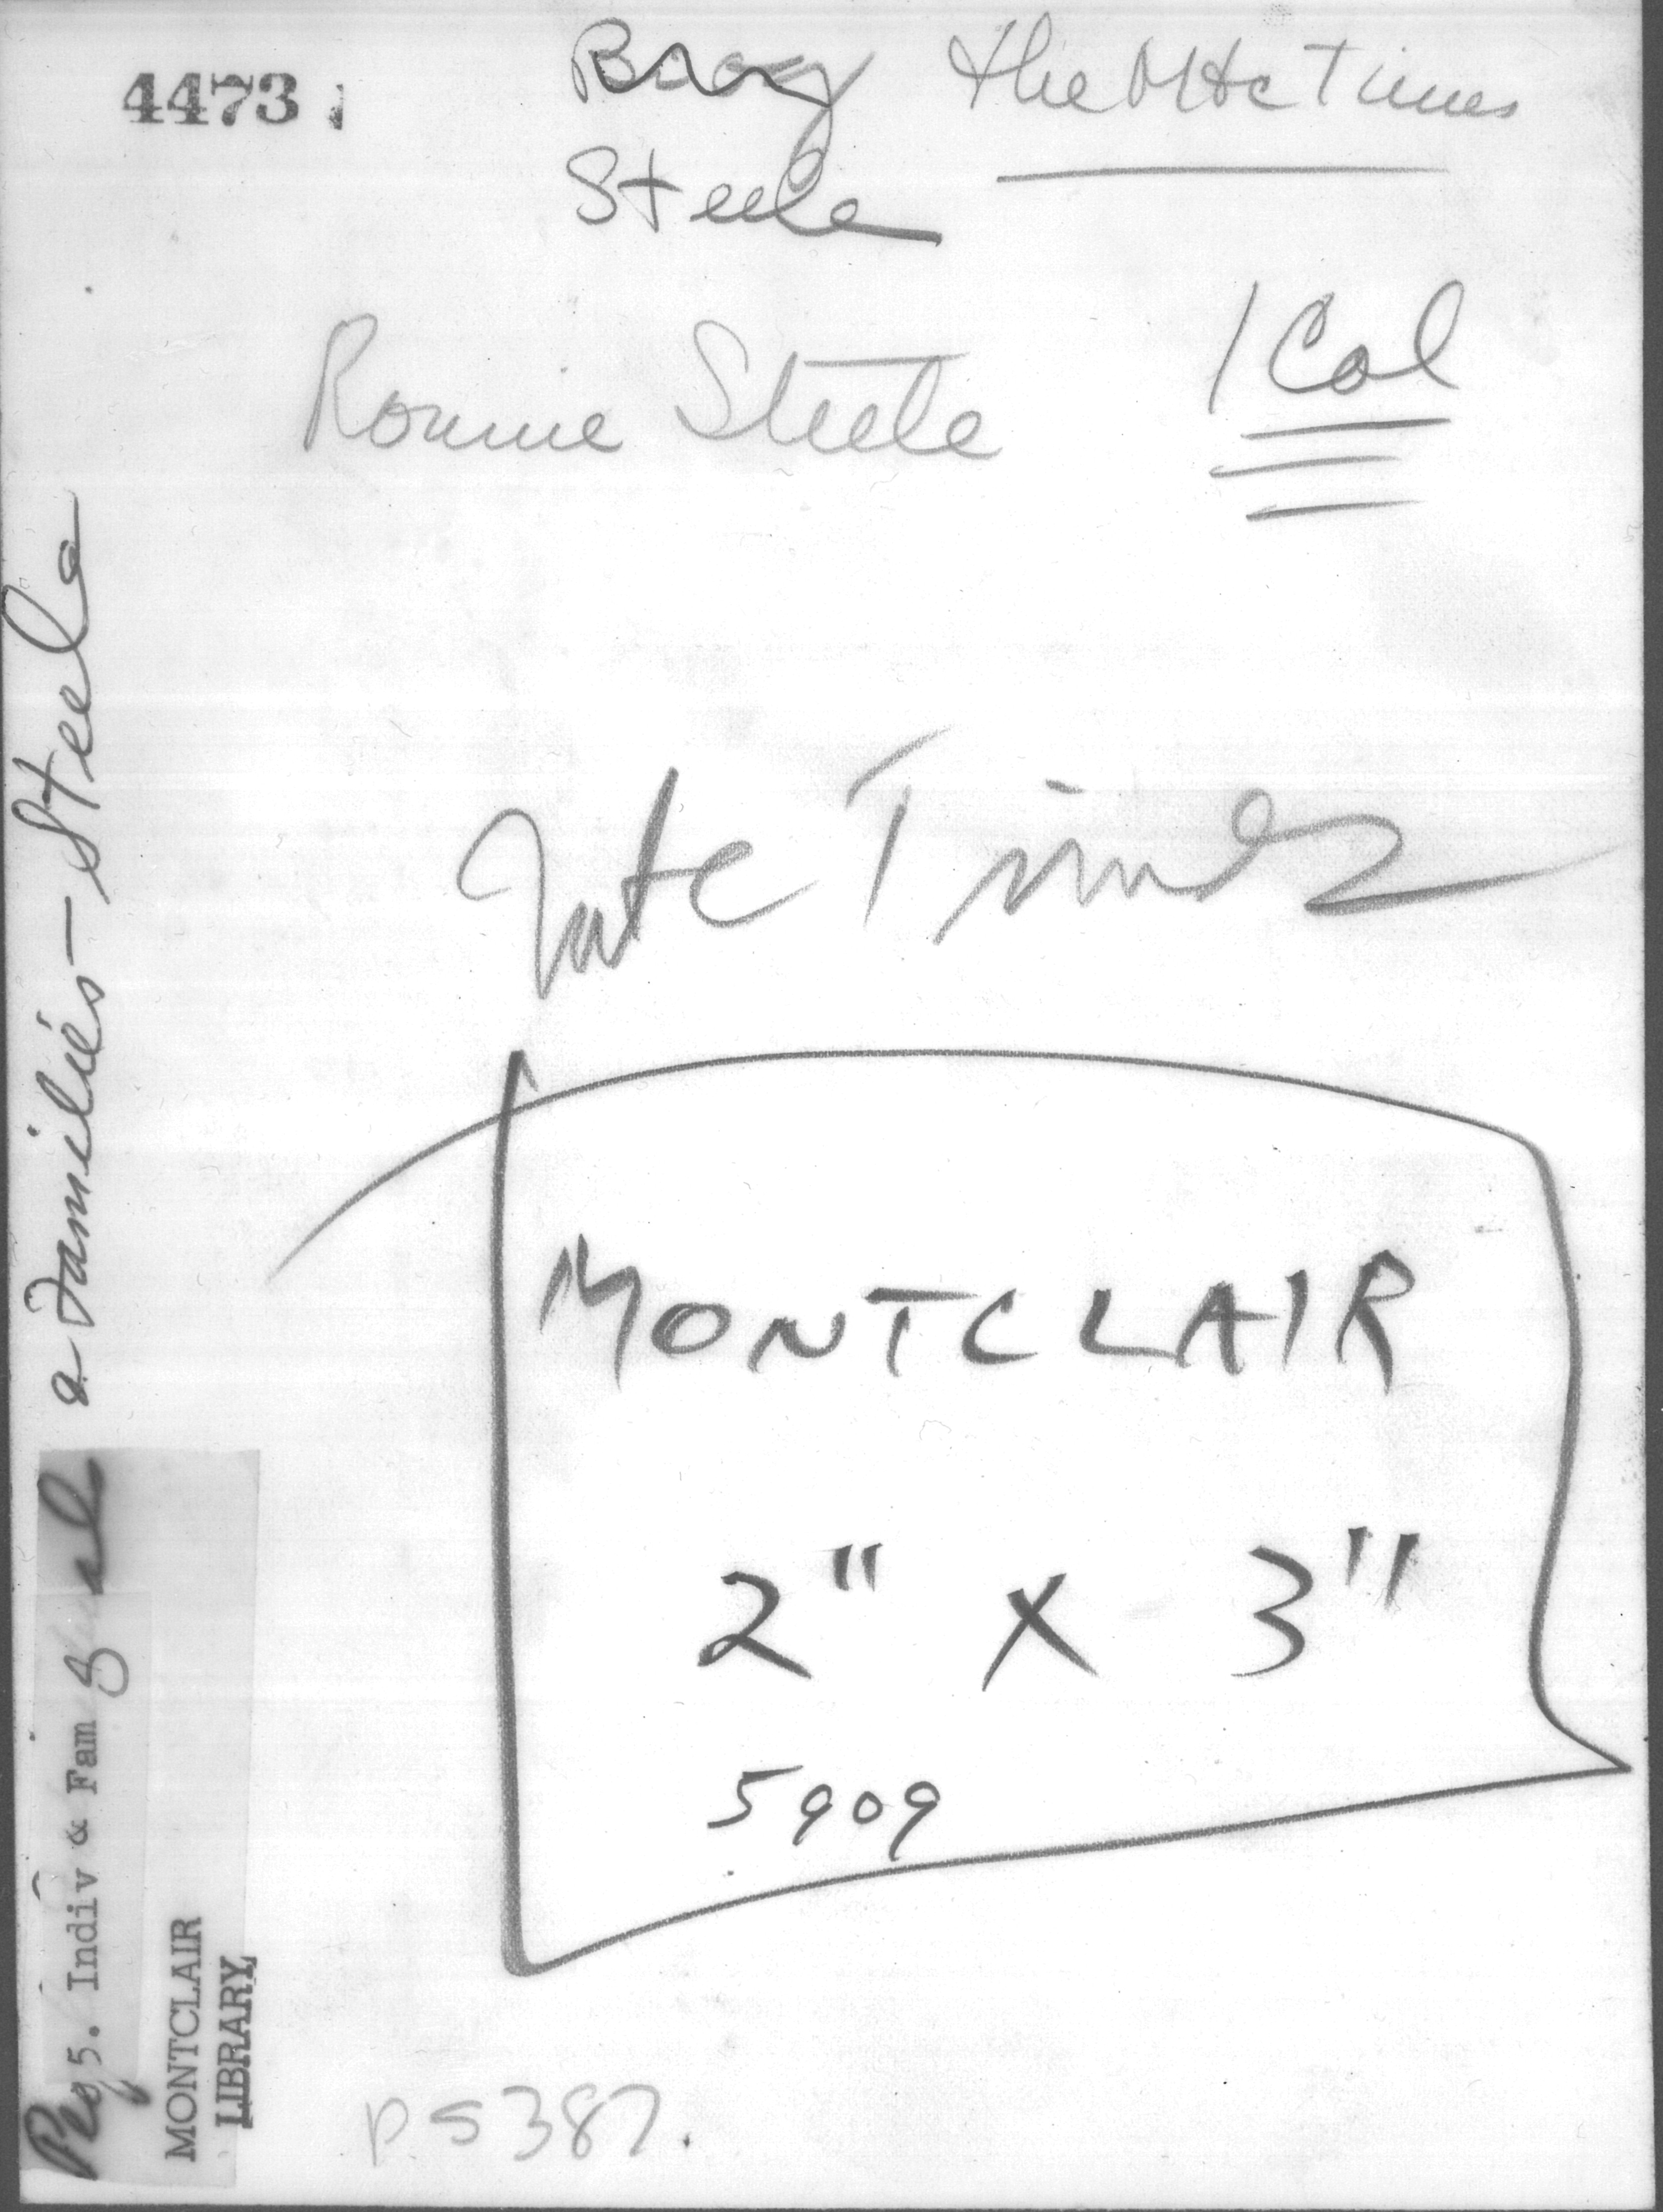 4473
The Mtc Times
Steele
1 Col
Ronnie Steele
Mtc Times
MONTCLAIR
2" X 3"
5909
P5387.
& Families - Steele
5. Indiv & Fam
MONTCLAIR
LIBRARY